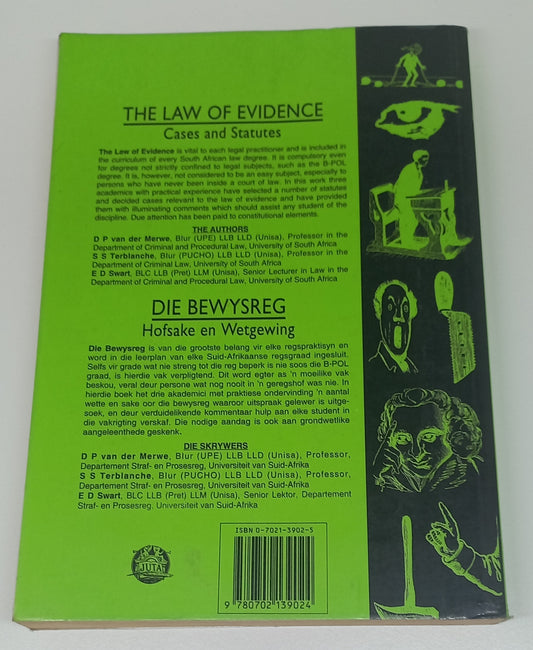 THE LAW OF EVIDENCE
Cases and Statutes
The Law of Evidence is vital to each legal practitioner and is included
in the curriculum of every South African law degree. It is compulsory even
for degrees not strictly confined to legal subjects, such as the B-POL
degree. It is, however, not considered to be an easy subject, especially to
persons who have never been inside a court of law. In this work three
academics with practical experience have selected a number of statutes
and decided cases relevant to the law of evidence and have provided
them with illuminating comments which should assist any student of the
discipline. Due attention has been paid to constitutional elements.
THE AUTHORS
D P van der Merwe, Blur (UPE) LLB LLD (Unisa), Professor in the
Department of Criminal and Procedural Law, University of South Africa
S S Terblanche, Blur (PUCHO) LLB LLD (Unisa), Professor in the
Department of Criminal Law, University of South Africa
E D Swart, BLC LLB (Pret) LLM (Unisa), Senior Lecturer in Law in the
Department of Criminal and Procedural Law, University of South Africa
DIE BEWYSREG
Hofsake en Wetgewing
Die Bewysreg is van die grootste belang vir elke regspraktisyn en
word in die leerplan van elke Suid-Afrikaanse regsgraad ingesluit.
Selfs vir grade wat nie streng tot die reg beperk is nie soos die B-POL
graad, is hierdie vak verpligtend. Dit word egter as 'n moeilike vak
beskou, veral deur persone wat nog nooit in 'n geregshof was nie. In
hierdie boek het drie akademici met praktiese ondervinding 'n aantal
wette en sake oor die bewysreg waaroor uitspraak gelewer is uitge-
soek, en deur verduidelikende kommentaar hulp aan elke student in
die vakrigting verskaf. Die nodige aandag is ook aan grondwetlike
aangeleenthede geskenk.
DIE SKRYWERS
D P van der Merwe, Blur (UPE) LLB LLD (Unisa), Professor,
Departement Straf- en Prosesreg, Universiteit van Suid-Afrika
S S Terblanche, Blur (PUCHO) LLB LLD (Unisa), Professor,
Departement Straf- en Prosesreg, Universiteit van Suid-Afrika
E D Swart, BLC LLB (Pret) LLM (Unisa), Senior Lektor, Departement
Straf- en Prosesreg, Universiteit van Suid-Afrika
ISBN 0-7021-3902-5
JUTA
9 780702 139024